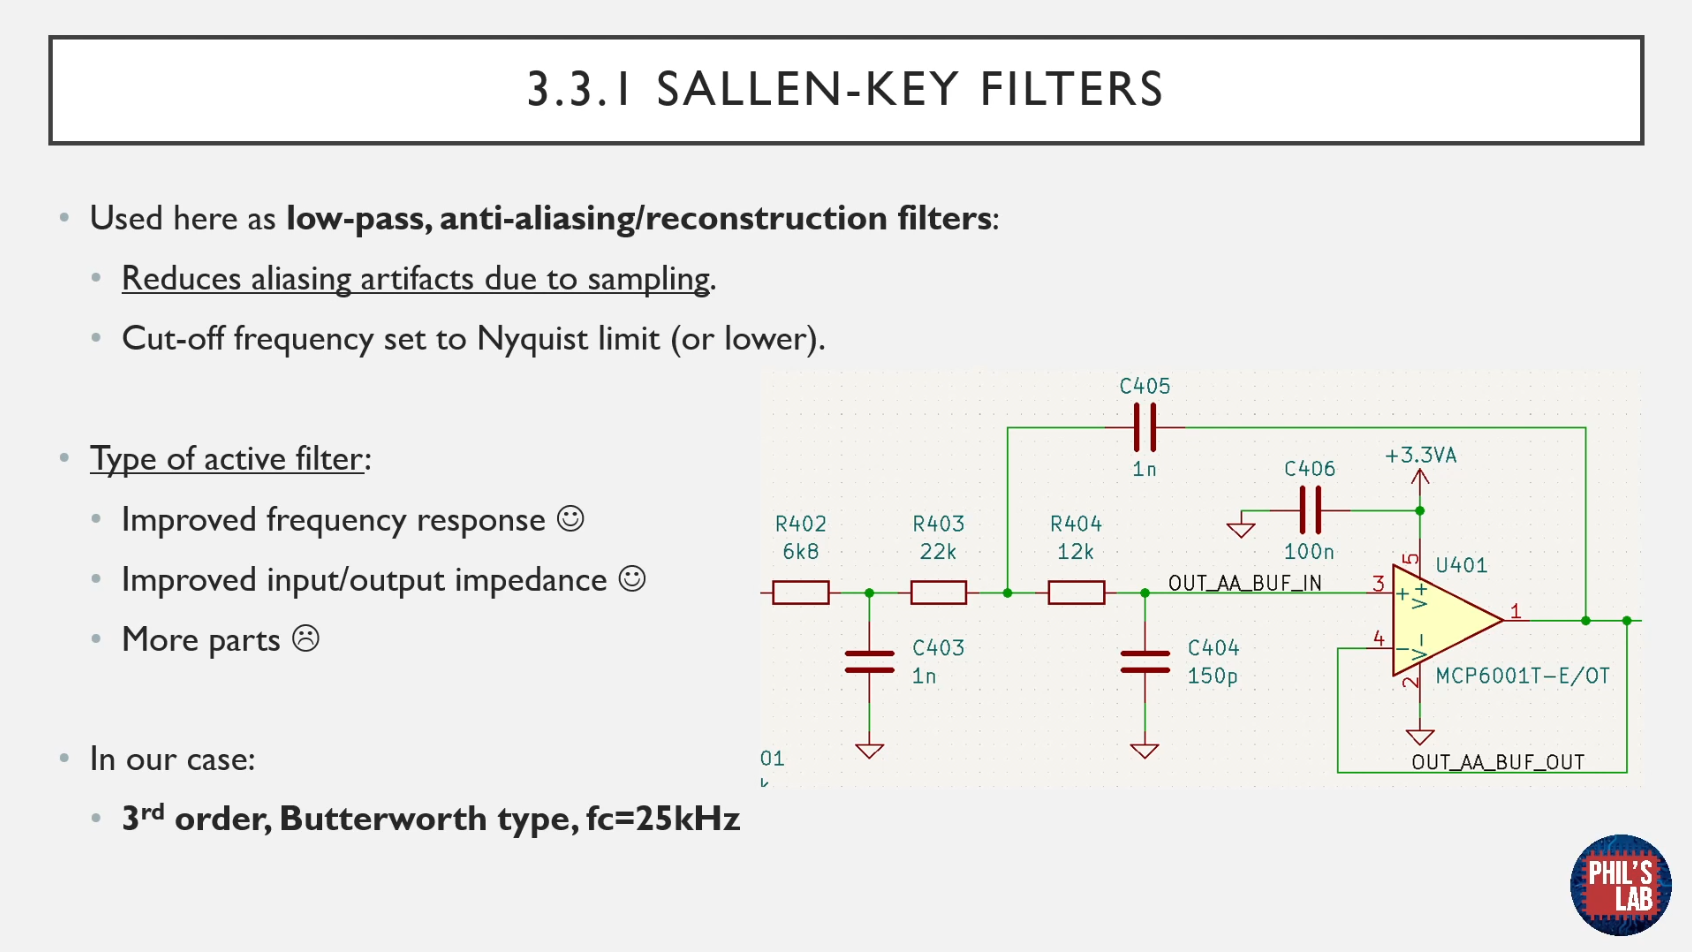 3.3.1 SALLEN-KEY FILTERS
• Used here as low-pass, anti-aliasing/reconstruction filters:
• Reduces aliasing artifacts due to sampling.
• Cut-off frequency set to Nyquist limit (or lower).
• Type of active filter:
• Improved frequency response ☺
• Improved input/output impedance ☺
• More parts ☹
• In our case:
• 3rd order, Butterworth type, fc=25kHz
C405
1n
C406
100n
+3.3VA
R402
6k8
R403
22k
R404
12k
OUT_AA_BUF_IN
C403
1n
C404
150p
3
4
5
2
1
+
−
V+
V−
U401
MCP6001T-E/OT
OUT_AA_BUF_OUT
01
PHIL'S
LAB